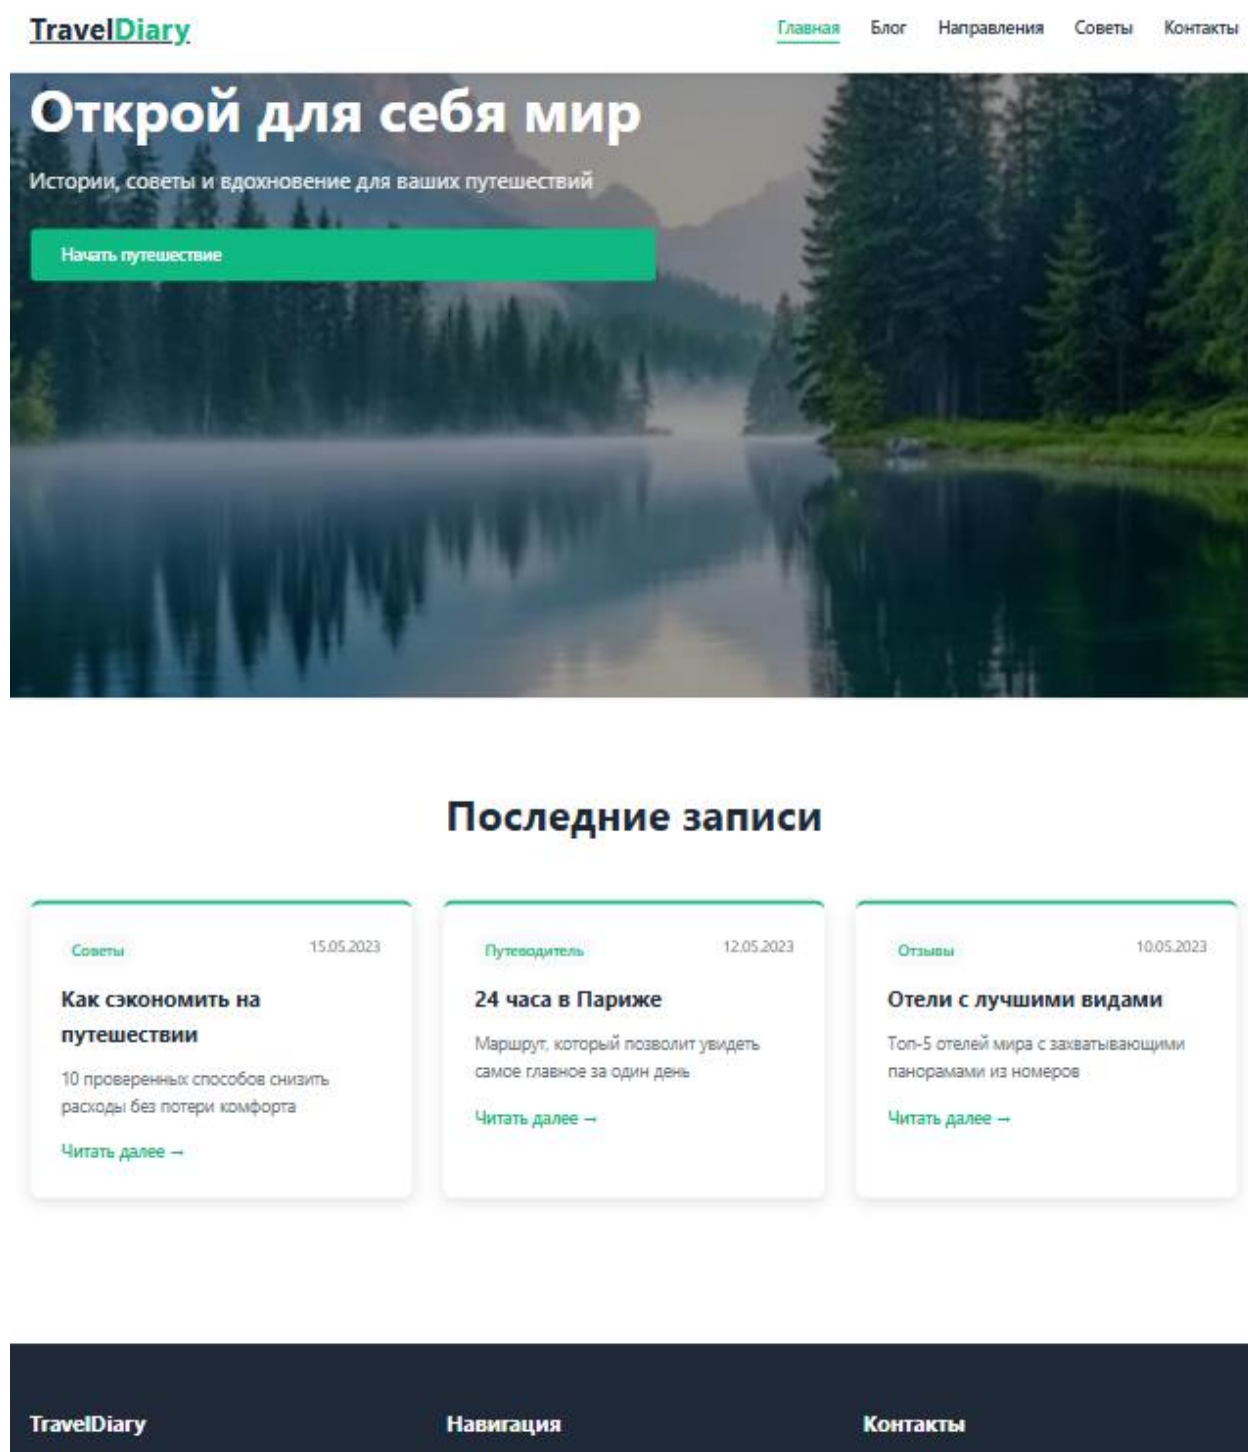 TravelDiary
Главная Блог Направления Советы Контакты
Открой для себя мир
Истории, советы и вдохновение для ваших путешествий
Начать путешествие
Последние записи
Советы 15.05.2023
Как сэкономить на
путешествии
10 проверенных способов снизить
расходы без потери комфорта
Читать далее →
Путеводитель 12.05.2023
24 часа в Париже
Маршрут, который позволит увидеть
самое главное за один день
Читать далее →
Отзывы 10.05.2023
Отели с лучшими видами
Топ-5 отелей мира с захватывающими
панорамами из номеров
Читать далее →
TravelDiary Навигация Контакты